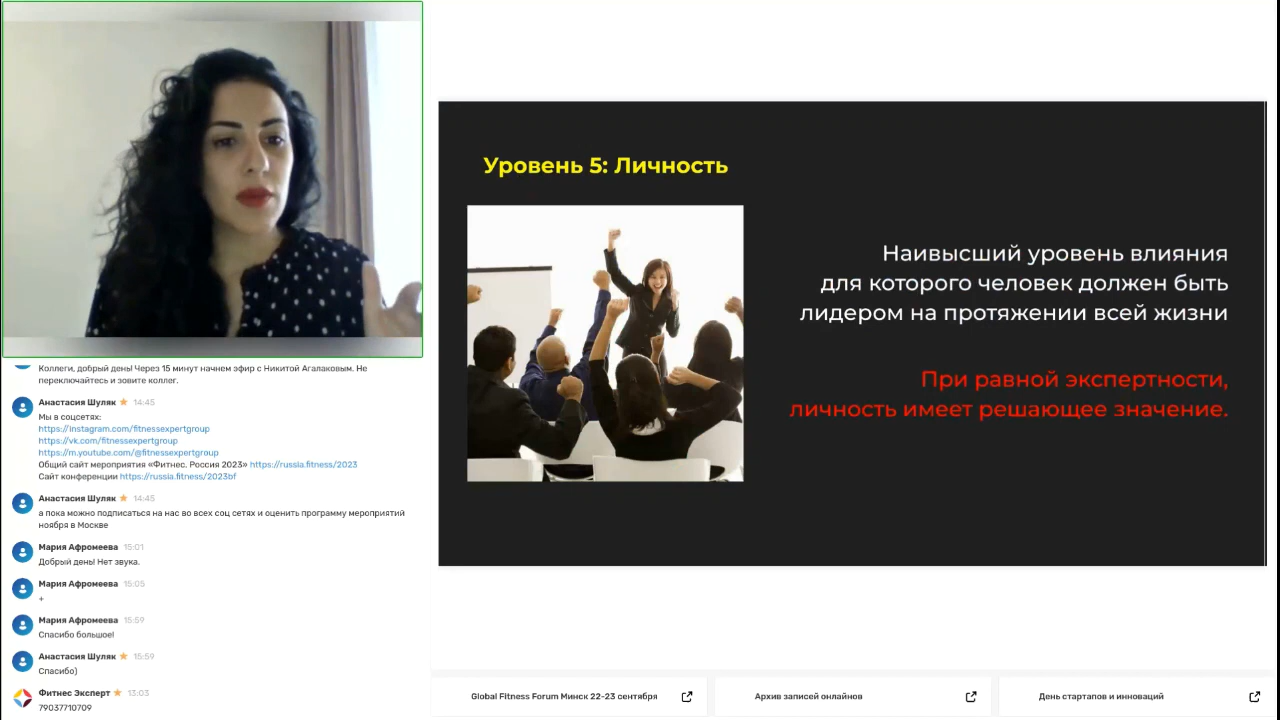 Уровень 5: Личность
Наивысший уровень влияния
для которого человек должен быть
лидером на протяжении всей жизни
При равной экспертности,
личность имеет решающее значение.
Коллеги, добрый день! Через 15 минут начнем эфир с Никитой Агалаковым. Не
переключайтесь и зовите коллег.
Анастасия Шуляк 14:45
Мы в соцсетях:
https://instagram.com/fitnessexpertgroup
https://vk.com/fitnessexpertgroup
https://m.youtube.com/@fitnessexpertgroup
Общий сайт мероприятия «Фитнес. Россия 2023» https://russia.fitness/2023
Сайт конференции https://russia.fitness/2023bf
Анастасия Шуляк 14:45
а пока можно подписаться на нас во всех соц сетях и оценить программу мероприятий
ноября в Москве
Мария Афромеева 15:01
Добрый день! Нет звука.
Мария Афромеева 15:05
+
Мария Афромеева 15:59
Спасибо большое!
Анастасия Шуляк 15:59
Спасибо)
Фитнес Эксперт 13:03
79037710709
Global Fitness Forum Минск 22-23 сентября
Архив записей онлайнов
День стартапов и инноваций